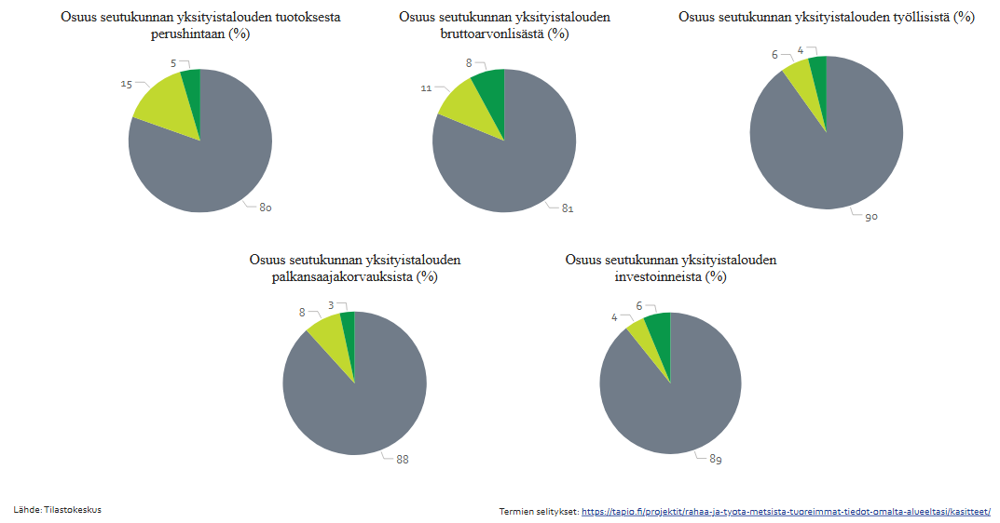 Osuus seutukunnan yksityistalouden tuotoksesta
perushintaan (%)
5
15
80
Osuus seutukunnan yksityistalouden
bruttoarvonlisästä (%)
8
11
81
Osuus seutukunnan yksityistalouden työllisistä (%)
6
4
90
Osuus seutukunnan yksityistalouden
palkansaajakorvauksista (%)
3
8
88
Osuus seutukunnan yksityistalouden
investoinneista (%)
6
4
89
Lähde: Tilastokeskus
Termien selitykset: https://tapio.fi/projektit/rahaa-ja-tyota-metsista-tuoreimmat-tiedot-omalta-alueeltasi/kasitteet/